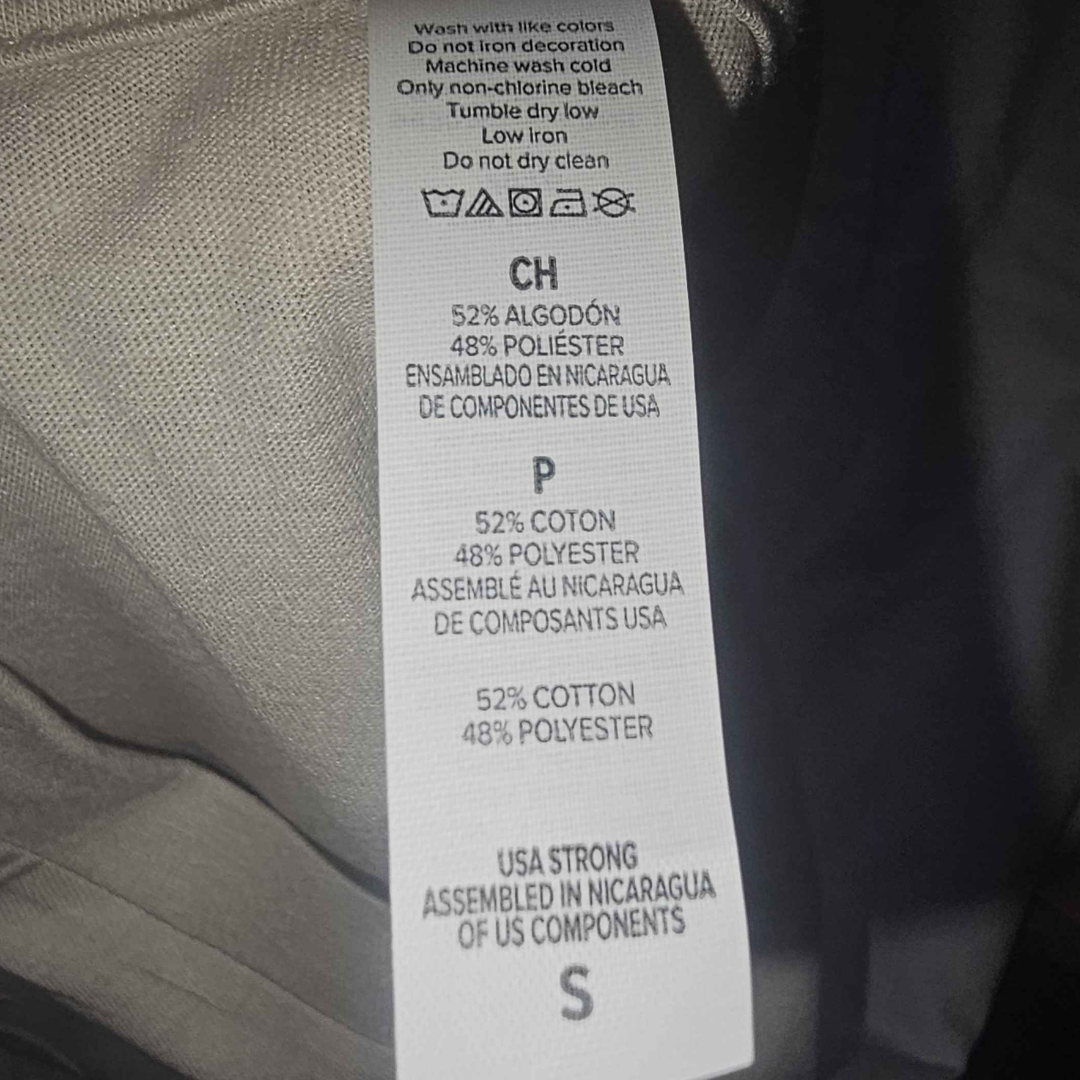 Wash with like colors
Do not iron decoration
Machine wash cold
Only non-chlorine bleach
Tumble dry low
Low iron
Do not dry clean
CH
52% ALGODÓN
48% POLIÉSTER
ENSAMBLADO EN NICARAGUA
DE COMPONENTES DE USA
P
52% COTON
48% POLYESTER
ASSEMBLÉ AU NICARAGUA
DE COMPOSANTS USA
52% COTTON
48% POLYESTER
USA STRONG
ASSEMBLED IN NICARAGUA
OF US COMPONENTS
S